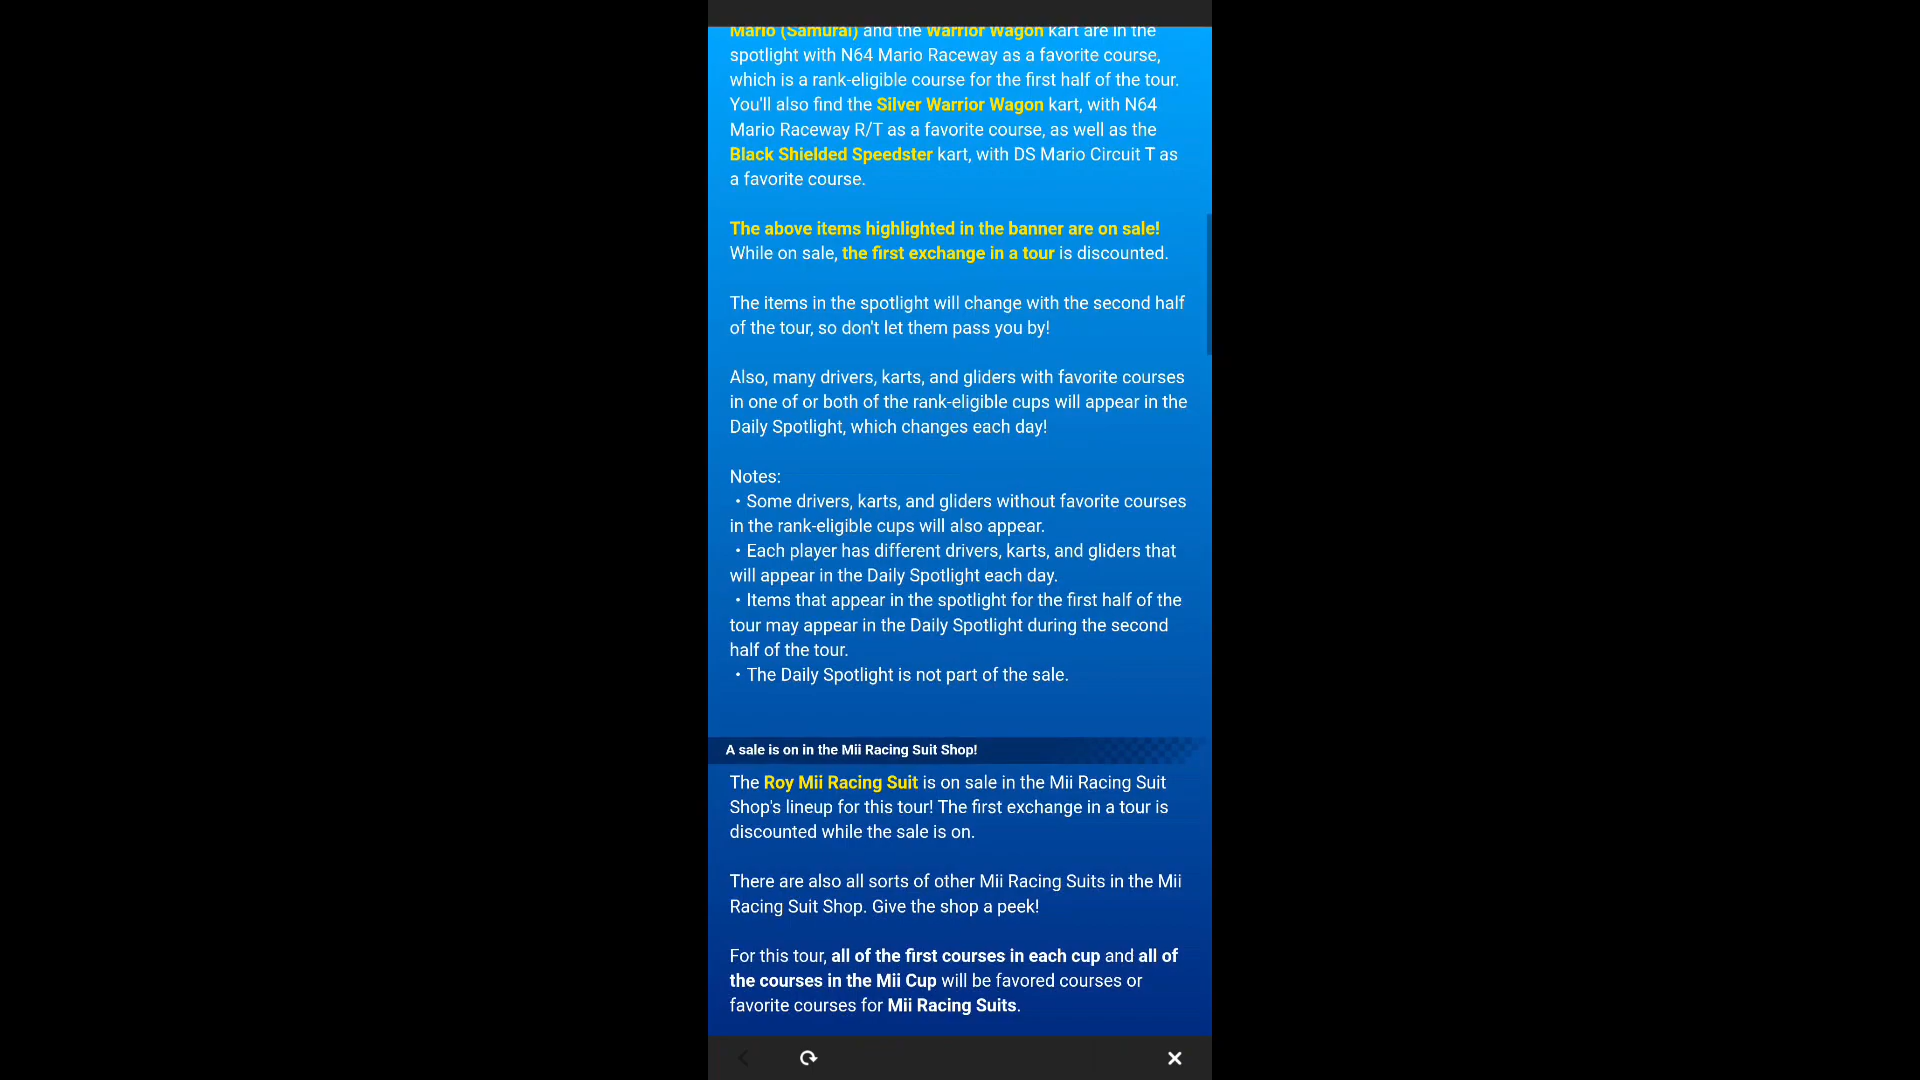 Mario (Samurai) and the Warrior Wagon kart are in the
spotlight with N64 Mario Raceway as a favorite course,
which is a rank-eligible course for the first half of the tour.
You'll also find the Silver Warrior Wagon kart, with N64
Mario Raceway R/T as a favorite course, as well as the
Black Shielded Speedster kart, with DS Mario Circuit T as
a favorite course.
The above items highlighted in the banner are on sale!
While on sale, the first exchange in a tour is discounted.
The items in the spotlight will change with the second half
of the tour, so don't let them pass you by!
Also, many drivers, karts, and gliders with favorite courses
in one of or both of the rank-eligible cups will appear in the
Daily Spotlight, which changes each day!
Notes:
・Some drivers, karts, and gliders without favorite courses
in the rank-eligible cups will also appear.
・Each player has different drivers, karts, and gliders that
will appear in the Daily Spotlight each day.
・Items that appear in the spotlight for the first half of the
tour may appear in the Daily Spotlight during the second
half of the tour.
・The Daily Spotlight is not part of the sale.
A sale is on in the Mii Racing Suit Shop!
The Roy Mii Racing Suit is on sale in the Mii Racing Suit
Shop's lineup for this tour! The first exchange in a tour is
discounted while the sale is on.
There are also all sorts of other Mii Racing Suits in the Mii
Racing Suit Shop. Give the shop a peek!
For this tour, all of the first courses in each cup and all of
the courses in the Mii Cup will be favored courses or
favorite courses for Mii Racing Suits.